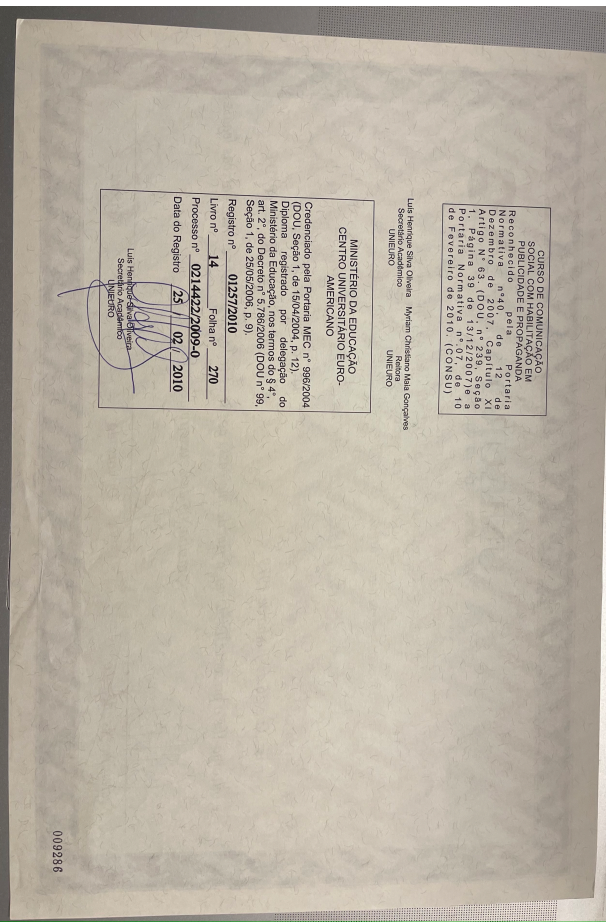 CURSO DE COMUNICAÇÃO
SOCIAL COM HABILITAÇÃO EM
PUBLICIDADE E PROPAGANDA
Reconhecido pela Portaria
Normativa nº40, de 12 de
Dezembro de 2007, Capítulo XI
Artigo Nº 63, (DOU, nº 239, Seção
1, Página 39 de 13/12/2007)e a
Portaria Normativa nº 07, de 10
de Fevereiro de 2010. (CONSU)
Luís Henrique Silva Oliveira Myriam Christiano Maia Gonçalves
Secretário Acadêmico Reitora
UNIEURO UNIEURO
MINISTÉRIO DA EDUCAÇÃO
CENTRO UNIVERSITÁRIO EURO-
AMERICANO
Credenciado pela Portaria MEC, nº 996/2004
(DOU, Seção 1, de 15/04/2004, p. 12).
Diploma registrado por delegação do
Ministério da Educação, nos termos do § 4º,
art. 2º, do Decreto nº 5.786/2006 (DOU nº 99,
Seção 1, de 25/05/2006, p. 9).
Registro nº 01257/2010
Livro nº 14 Folha nº 270
Processo nº 0214422/2009-0
Data do Registro 25 / 02 / 2010
Luís Henrique Silva Oliveira
Secretário Acadêmico
UNIEURO
009286